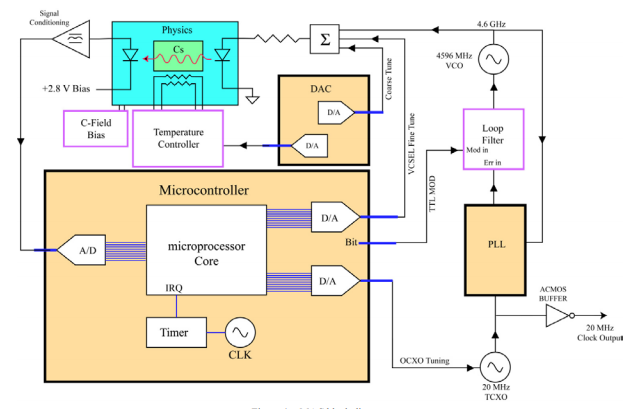 Signal
Conditioning
Physics
Cs
+2.8 V Bias
C-Field
Bias
Temperature
Controller
DAC
D/A
D/A
Σ
Coarse Tune
VCSEL Fine Tune
TTL MOD
4.6 GHz
4596 MHz
VCO
Loop
Filter
Mod in
Err in
PLL
ACMOS
BUFFER
20 MHz
Clock Output
20 MHz
TCXO
OCXO Tuning
Microcontroller
microprocessor
Core
IRQ
A/D
D/A
Bit
D/A
Timer
CLK